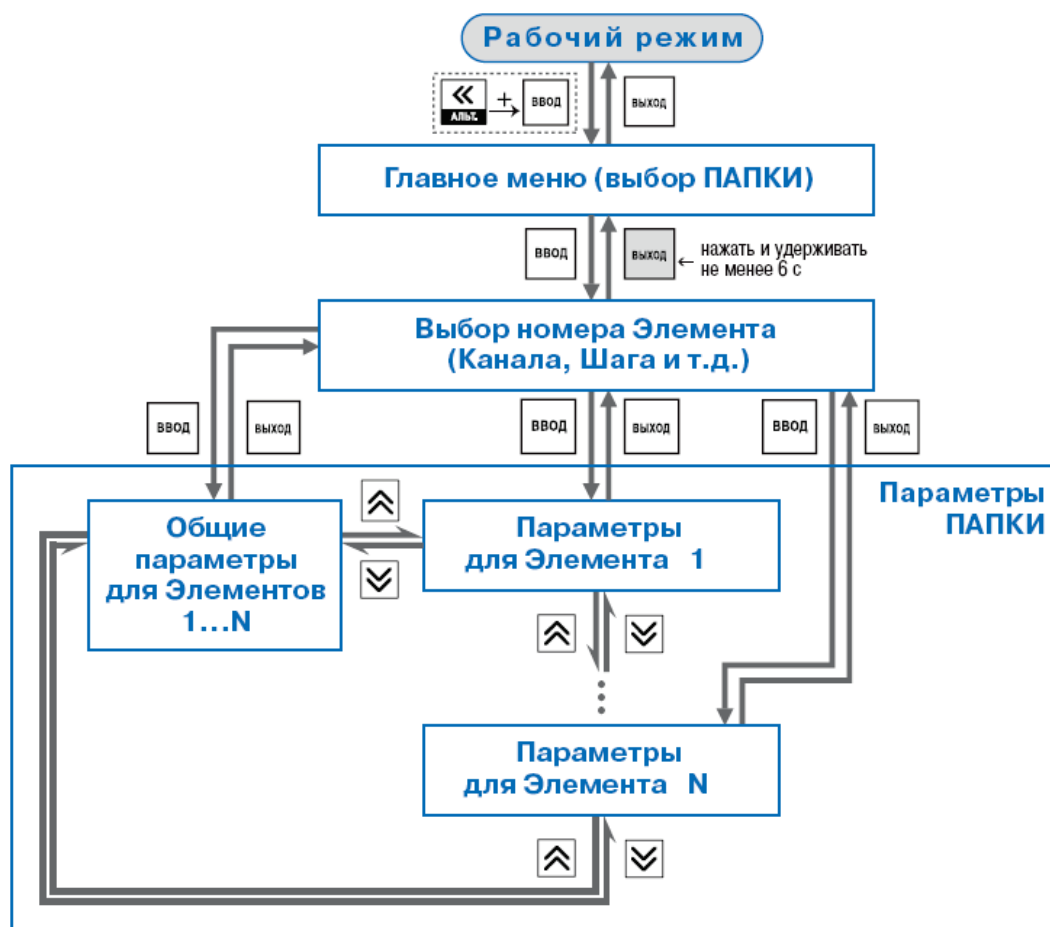 Рабочий режим
АЛЬТ.
+
ВВОД
ВЫХОД
Главное меню (выбор ПАПКИ)
ВВОД
ВЫХОД
нажать и удерживать
не менее 6 с
Выбор номера Элемента
(Канала, Шага и т.д.)
ВВОД
ВЫХОД
ВВОД
ВЫХОД
ВВОД
ВЫХОД
Параметры
ПАПКИ
Общие
параметры
для Элементов
1...N
Параметры
для Элемента 1
Параметры
для Элемента N